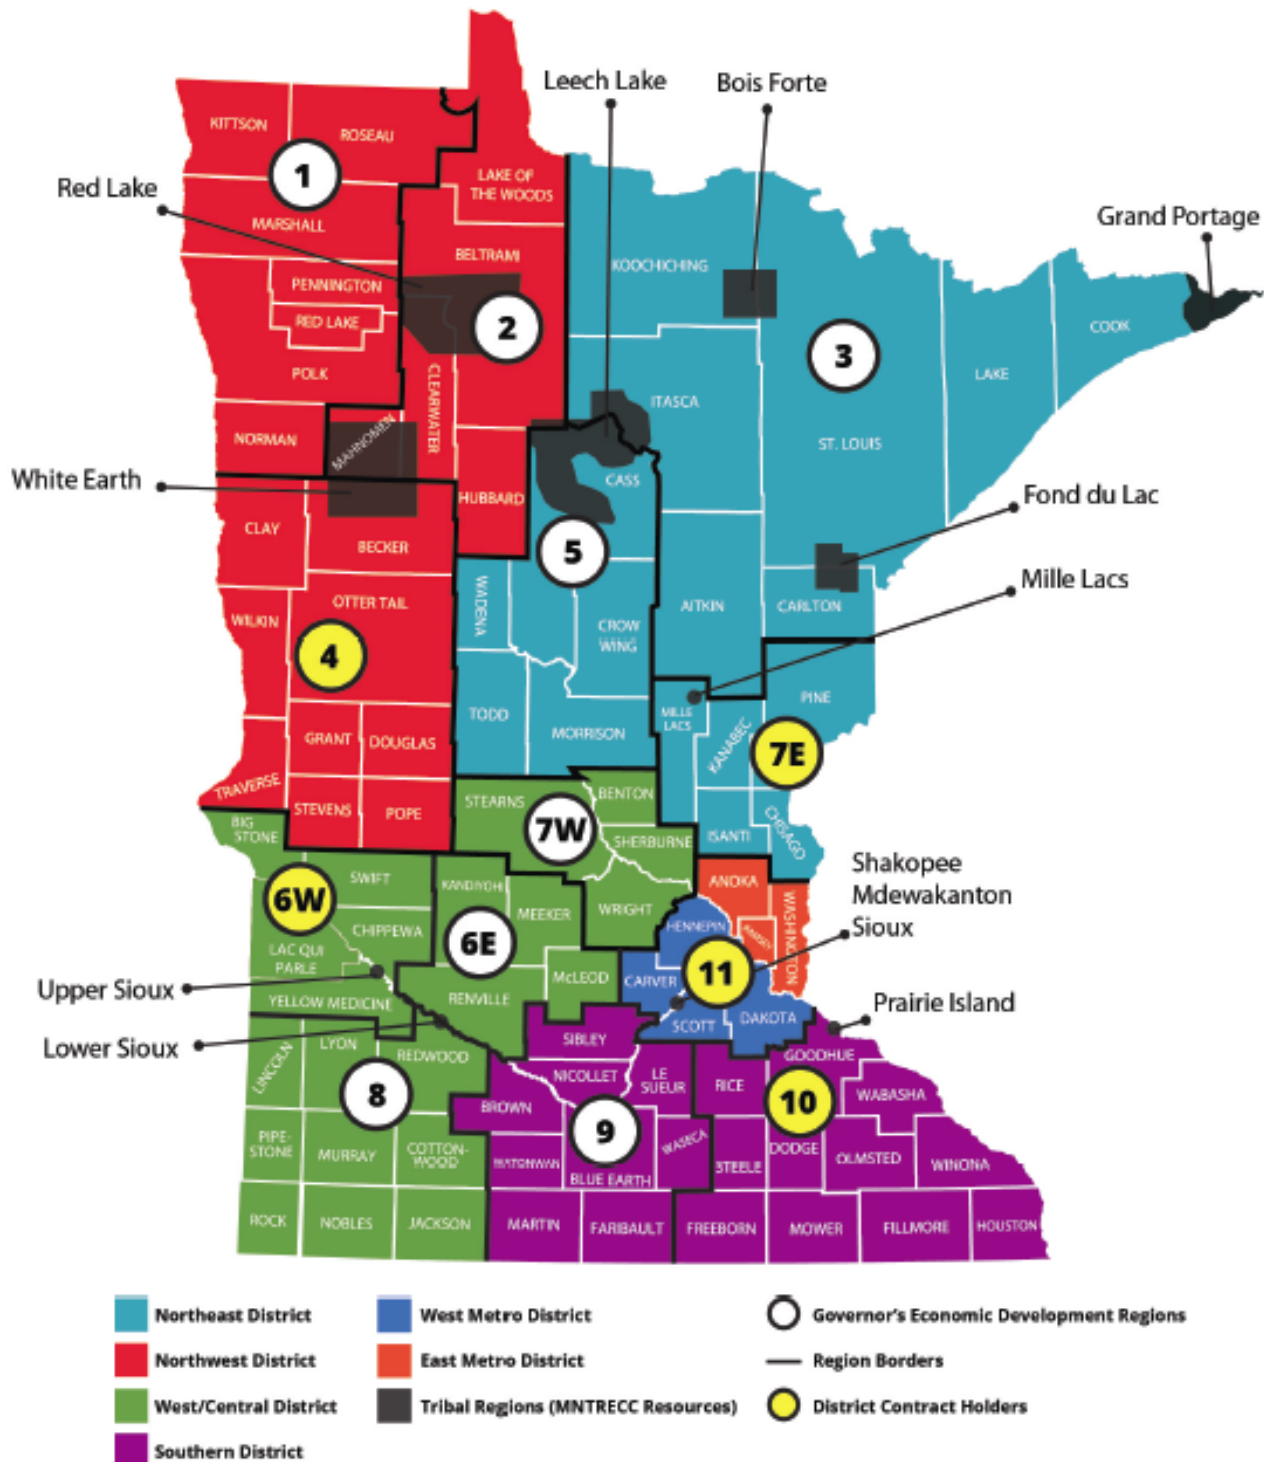 Leech Lake
Bois Forte
Red Lake
Grand Portage
KITTSON
ROSEAU
1
LAKE OF
THE WOODS
MARSHALL
BELTRAMI
KOOCHICHING
PENNINGTON
RED LAKE
2
3
COOK
POLK
CLEARWATER
LAKE
ITASCA
NORMAN
MAHNOMEN
ST. LOUIS
White Earth
HUBBARD
CASS
Fond du Lac
CLAY
BECKER
5
Mille Lacs
WILKIN
OTTER TAIL
WADENA
CROW
WING
AITKIN
CARLTON
4
TODD
MORRISON
MILLE
LACS
PINE
GRANT
DOUGLAS
KANABEC
7E
TRAVERSE
STEVENS
POPE
STEARNS
BENTON
7W
SHERBURNE
ISANTI
CHISAGO
BIG
STONE
Shakopee
Mdewakanton
Sioux
SWIFT
KANDIYOHI
ANOKA
WASHINGTON
6W
MEEKER
WRIGHT
HENNEPIN
RAMSEY
CHIPPEWA
6E
LAC QUI
PARLE
McLEOD
CARVER
11
Upper Sioux
YELLOW MEDICINE
RENVILLE
SCOTT
DAKOTA
Prairie Island
Lower Sioux
LINCOLN
LYON
REDWOOD
SIBLEY
GOODHUE
8
NICOLLET
LE
SUEUR
RICE
10
WABASHA
BROWN
9
PIPE-
STONE
MURRAY
COTTON-
WOOD
WATONWAN
BLUE EARTH
WASECA
STEELE
DODGE
OLMSTED
WINONA
ROCK
NOBLES
JACKSON
MARTIN
FARIBAULT
FREEBORN
MOWER
FILLMORE
HOUSTON
Northeast District
West Metro District
Governor's Economic Development Regions
Northwest District
East Metro District
Region Borders
West/Central District
Tribal Regions (MNTRECC Resources)
District Contract Holders
Southern District